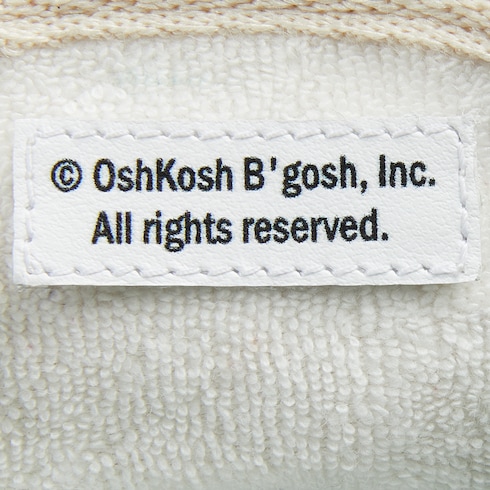 © OshKosh B'gosh, Inc.
All rights reserved.